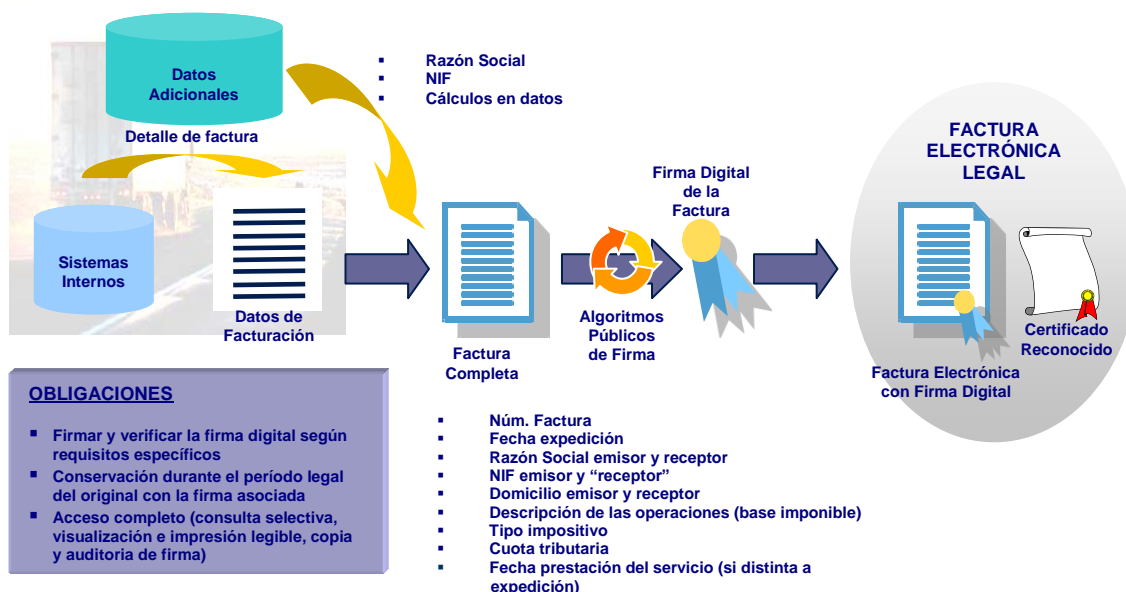 Datos
Adicionales
Detalle de factura
▪ Razón Social
▪ NIF
▪ Cálculos en datos
Sistemas
Internos
Datos de
Facturación
Factura
Completa
Algoritmos
Públicos
de Firma
Firma Digital
de la
Factura
FACTURA
ELECTRÓNICA
LEGAL
Certificado
Reconocido
Factura Electrónica
con Firma Digital
OBLIGACIONES
▪ Firmar y verificar la firma digital según
requisitos específicos
▪ Conservación durante el período legal
del original con la firma asociada
▪ Acceso completo (consulta selectiva,
visualización e impresión legible, copia
y auditoria de firma)
▪ Núm. Factura
▪ Fecha expedición
▪ Razón Social emisor y receptor
▪ NIF emisor y “receptor”
▪ Domicilio emisor y receptor
▪ Descripción de las operaciones (base imponible)
▪ Tipo impositivo
▪ Cuota tributaria
▪ Fecha prestación del servicio (si distinta a
expedición)